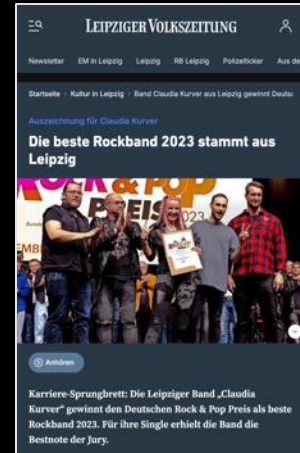 LEIPZIGER VOLKSZEITUNG
Newsletter EM in Leipzig Leipzig RB Leipzig Polizeiticker Aus de
Startseite › Kultur in Leipzig › Band Claudia Kurver aus Leipzig gewinnt Deutsc
Auszeichnung für Claudia Kurver
Die beste Rockband 2023 stammt aus
Leipzig
ROCK & POP
PREIS 2023
Anhören
Karriere-Sprungbrett: Die Leipziger Band „Claudia
Kurver“ gewinnt den Deutschen Rock & Pop Preis als beste
Rockband 2023. Für ihre Single erhielt die Band die
Bestnote der Jury.